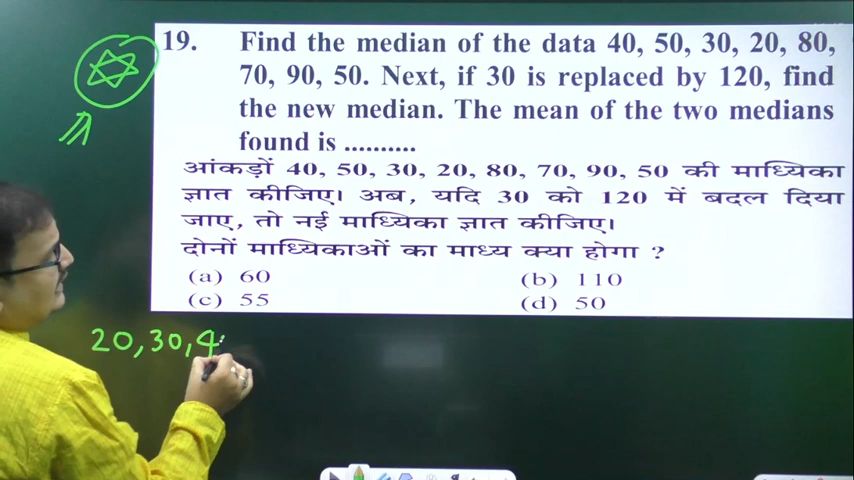 19. Find the median of the data 40, 50, 30, 20, 80,
70, 90, 50. Next, if 30 is replaced by 120, find
the new median. The mean of the two medians
found is ..........
आंकड़ों 40, 50, 30, 20, 80, 70, 90, 50 की माध्यिका
ज्ञात कीजिए। अब, यदि 30 को 120 में बदल दिया
जाए, तो नई माध्यिका ज्ञात कीजिए।
दोनों माध्यिकाओं का माध्य क्या होगा ?
(a) 60 (b) 110
(c) 55 (d) 50
20,30,4